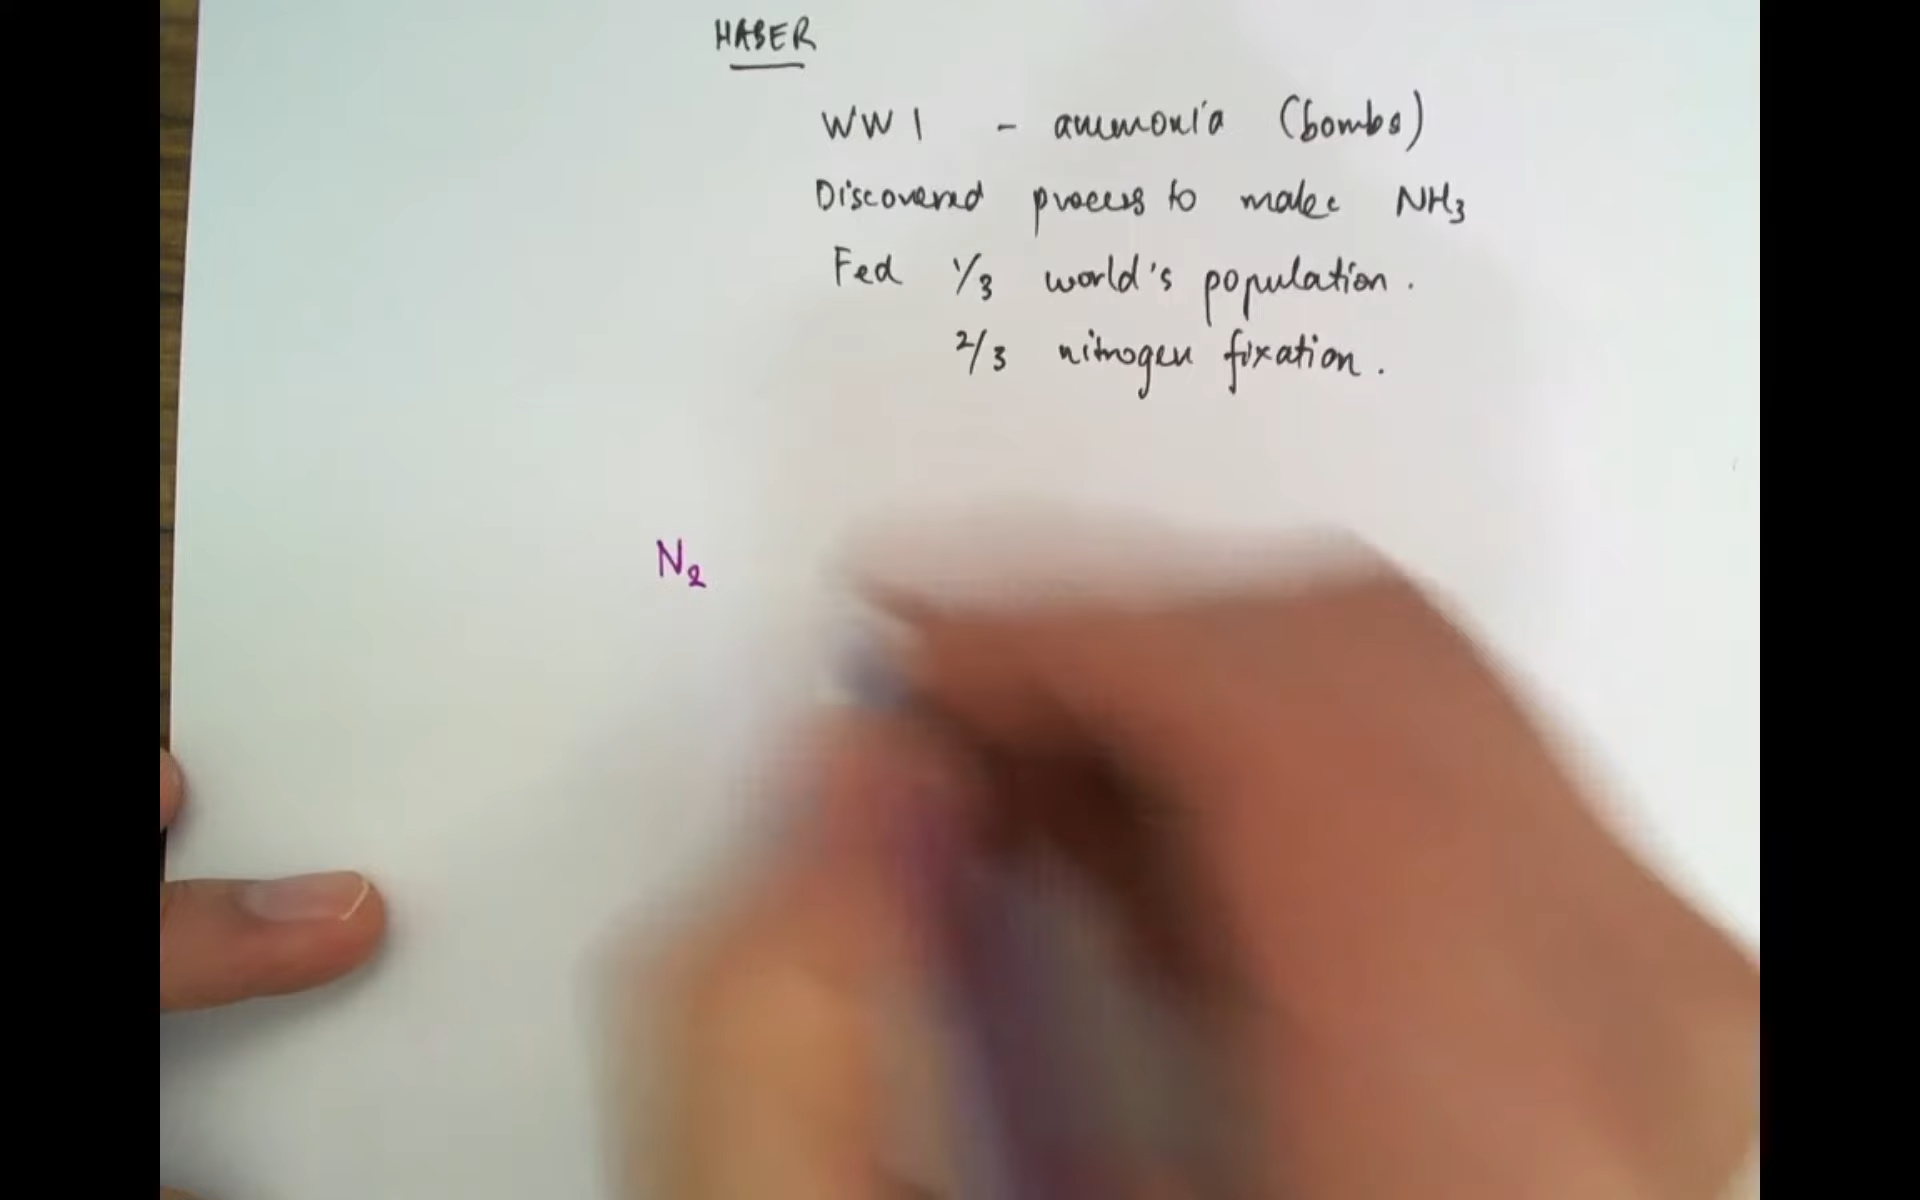 HABER
WW1 - ammonia (bombs)
Discovered process to make NH3
Fed 1/3 world's population.
2/3 nitrogen fixation.
N2